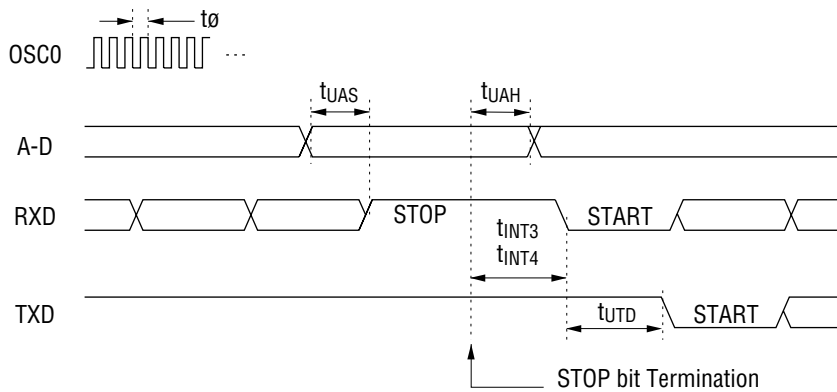 tø
OSC0 ...
tUAS tUAH
A-D
RXD STOP START
tINT3
tINT4
TXD tUTD START
STOP bit Termination